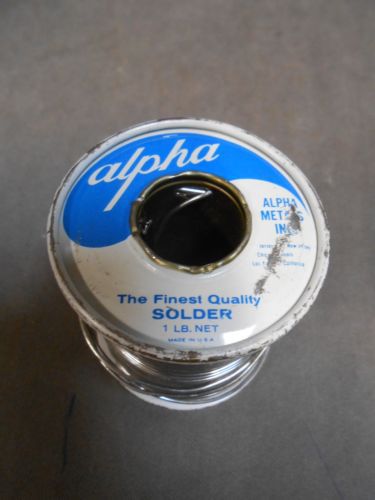 alpha
ALPHA
METALS
INC
The Finest Quality
SOLDER
1 LB. NET
MADE IN U.S.A